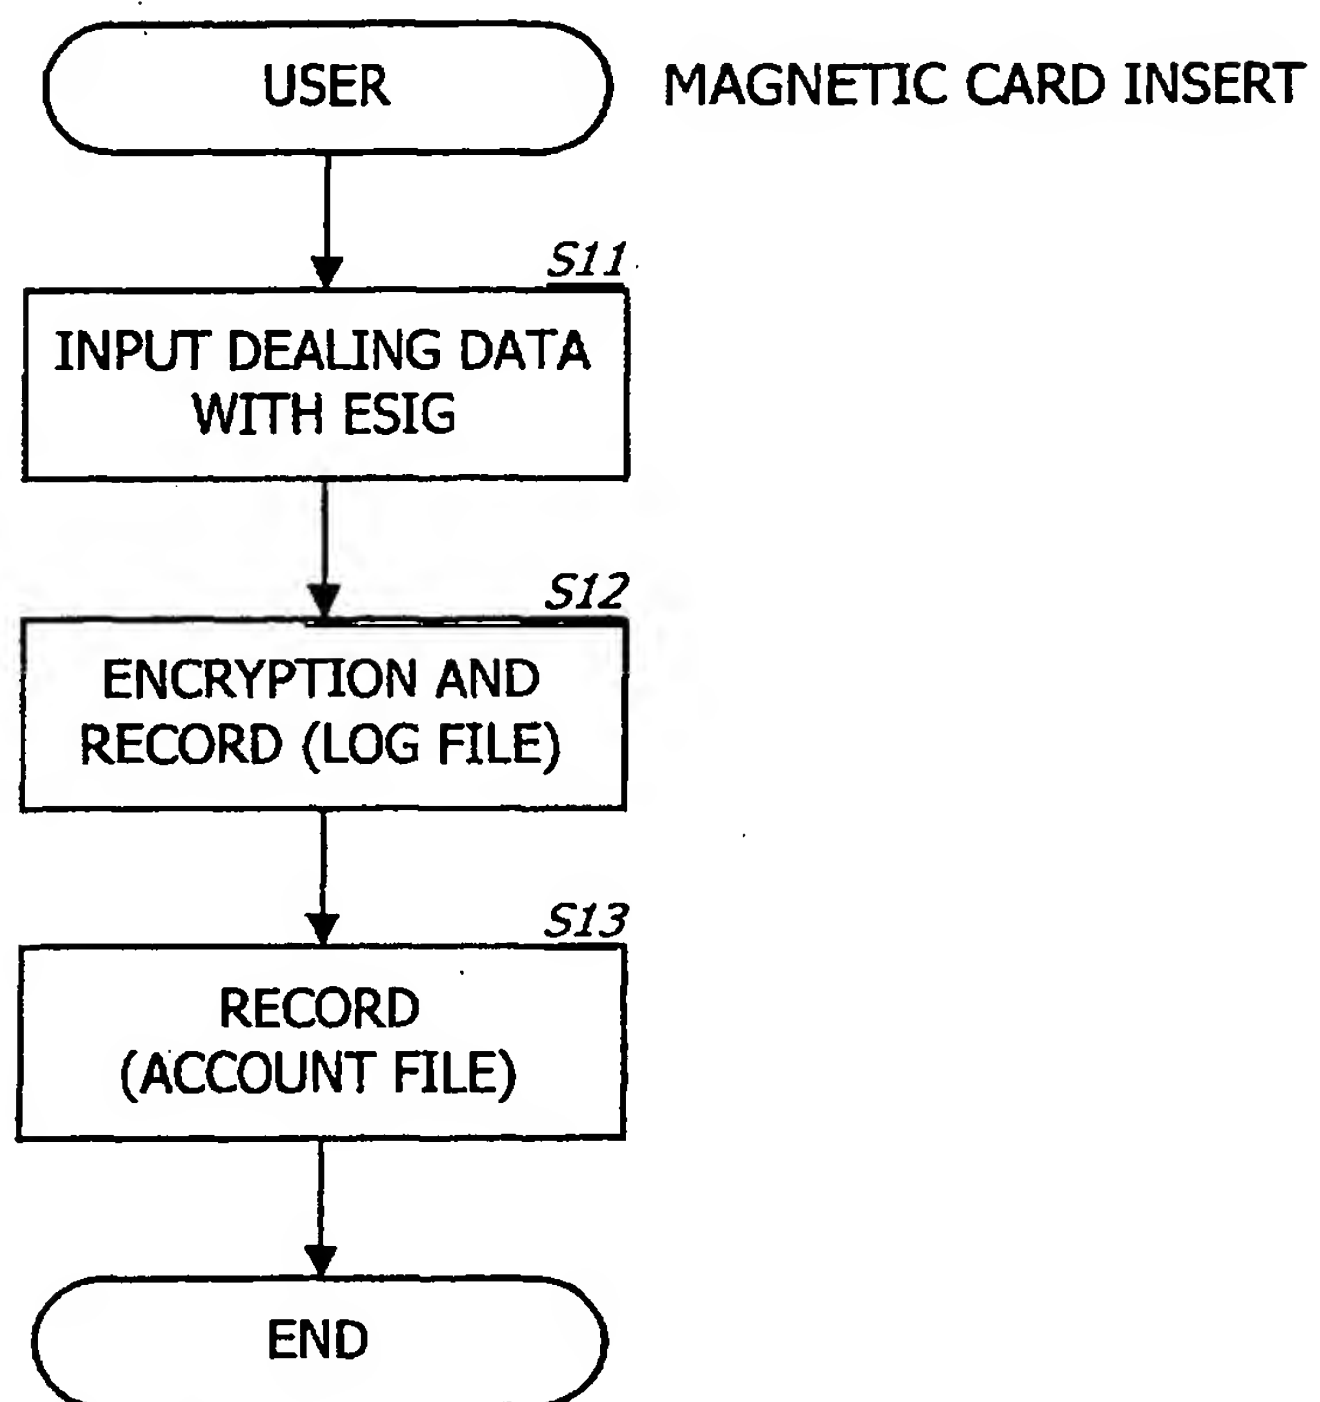 USER
MAGNETIC CARD INSERT
S11
INPUT DEALING DATA
WITH ESIG
S12
ENCRYPTION AND
RECORD (LOG FILE)
S13
RECORD
(ACCOUNT FILE)
END